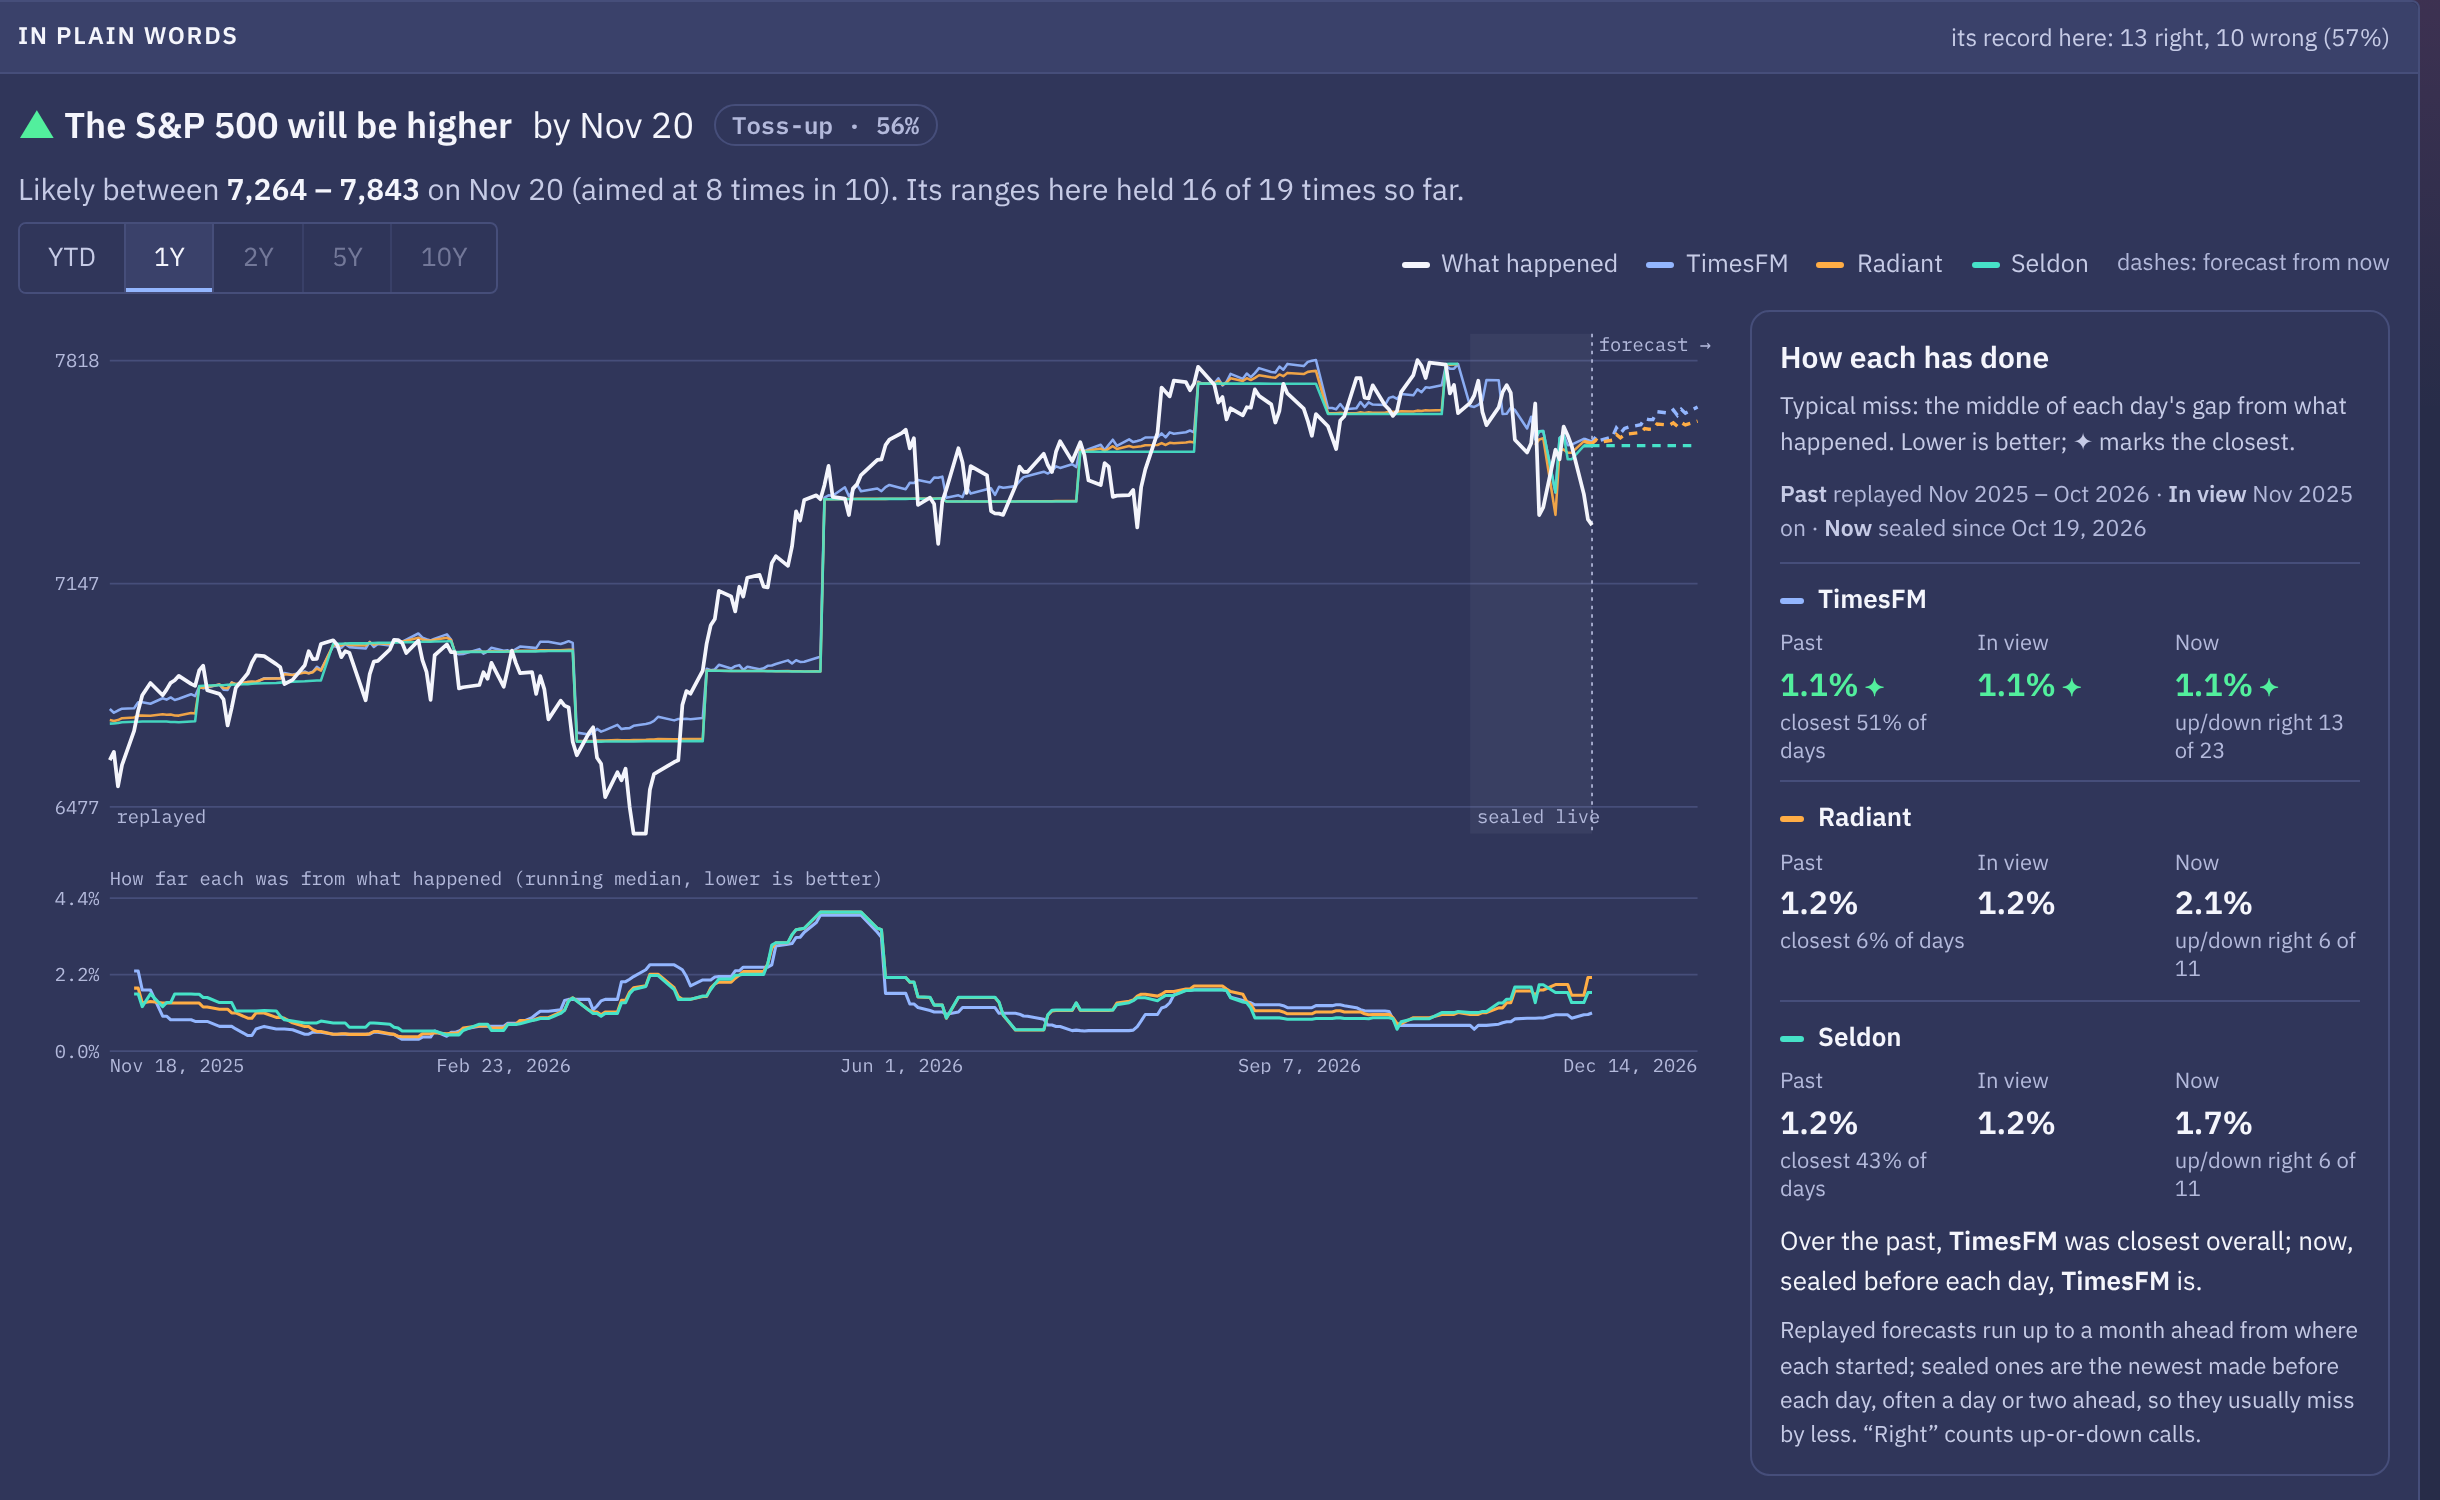 IN PLAIN WORDS
its record here: 13 right, 10 wrong (57%)
▲ The S&P 500 will be higher by Nov 20 Toss-up · 56%
Likely between 7,264 – 7,843 on Nov 20 (aimed at 8 times in 10). Its ranges here held 16 of 19 times so far.
YTD 1Y 2Y 5Y 10Y
What happened TimesFM Radiant Seldon dashes: forecast from now
forecast →
7818
7147
6477
replayed
sealed live
How far each was from what happened (running median, lower is better)
4.4%
2.2%
0.0%
Nov 18, 2025 Feb 23, 2026 Jun 1, 2026 Sep 7, 2026 Dec 14, 2026
How each has done
Typical miss: the middle of each day's gap from what
happened. Lower is better; ✦ marks the closest.
Past replayed Nov 2025 – Oct 2026 · In view Nov 2025
on · Now sealed since Oct 19, 2026
TimesFM
Past In view Now
1.1% ✦ 1.1% ✦ 1.1% ✦
closest 51% of up/down right 13
days of 23
Radiant
Past In view Now
1.2% 1.2% 2.1%
closest 6% of days up/down right 6 of
11
Seldon
Past In view Now
1.2% 1.2% 1.7%
closest 43% of up/down right 6 of
days 11
Over the past, TimesFM was closest overall; now,
sealed before each day, TimesFM is.
Replayed forecasts run up to a month ahead from where
each started; sealed ones are the newest made before
each day, often a day or two ahead, so they usually miss
by less. “Right” counts up-or-down calls.